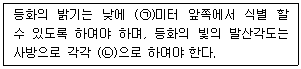 등화의 밝기는 낮에 (㉠)미터 앞쪽에서 식별 할
수 있도록 하여야 하며, 등화의 빛의 발산각도는
사방으로 각각 (㉡)으로 하여야 한다.